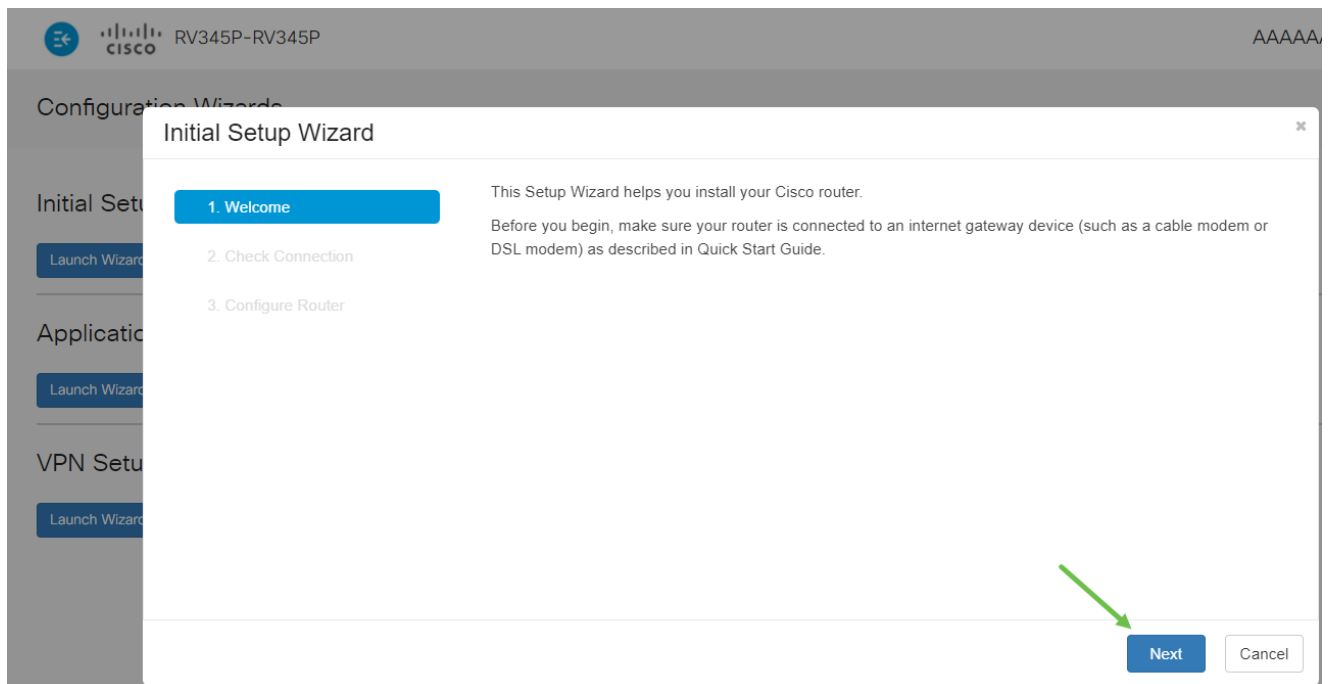 CISCO RV345P-RV345P
AAAAAA
Configuration Wizards
Initial Setup Wizard
Initial Setu
1. Welcome
This Setup Wizard helps you install your Cisco router.
Before you begin, make sure your router is connected to an internet gateway device (such as a cable modem or
DSL modem) as described in Quick Start Guide.
Launch Wizard
2. Check Connection
3. Configure Router
Applicatio
Launch Wizard
VPN Setu
Launch Wizard
Next
Cancel